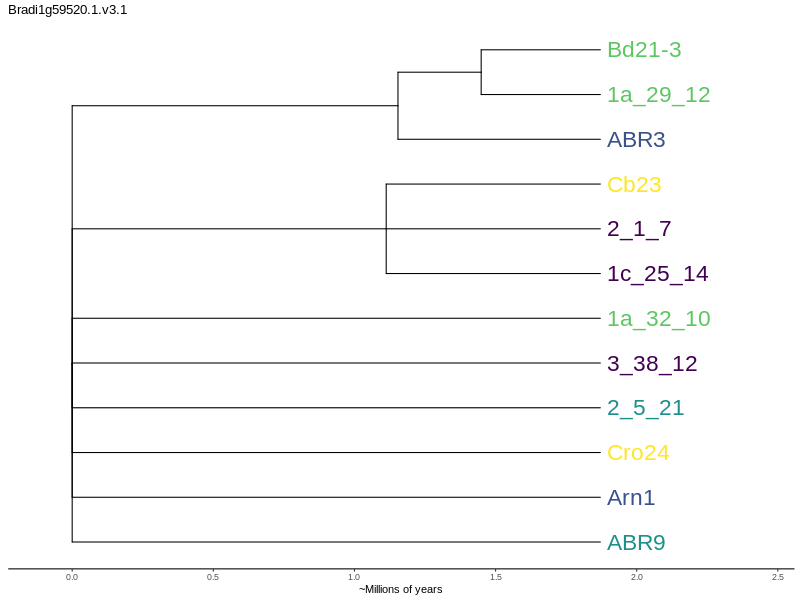 Bradi1g59520.1.v3.1
Bd21-3
1a_29_12
ABR3
Cb23
2_1_7
1c_25_14
1a_32_10
3_38_12
2_5_21
Cro24
Arn1
ABR9
0.0 0.5 1.0 1.5 2.0 2.5
~Millions of years